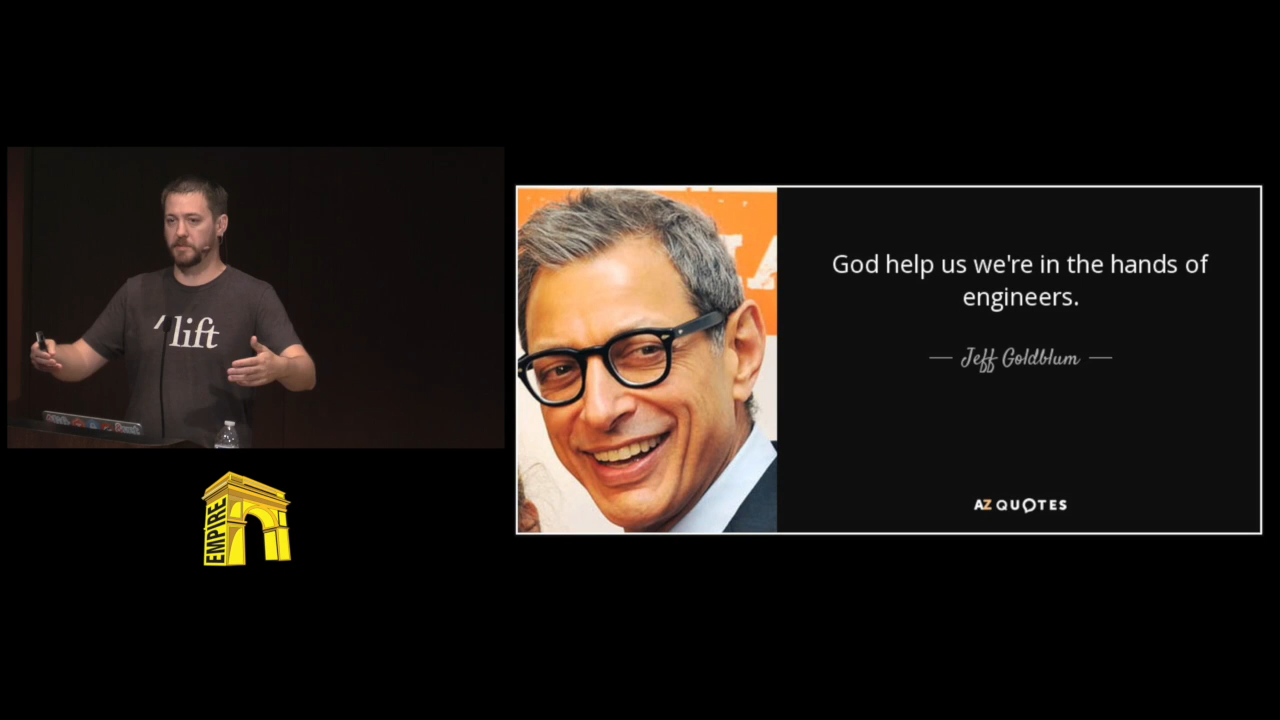 lift
EMPIRE
God help us we're in the hands of
engineers.
Jeff Goldblum
AZ QUOTES